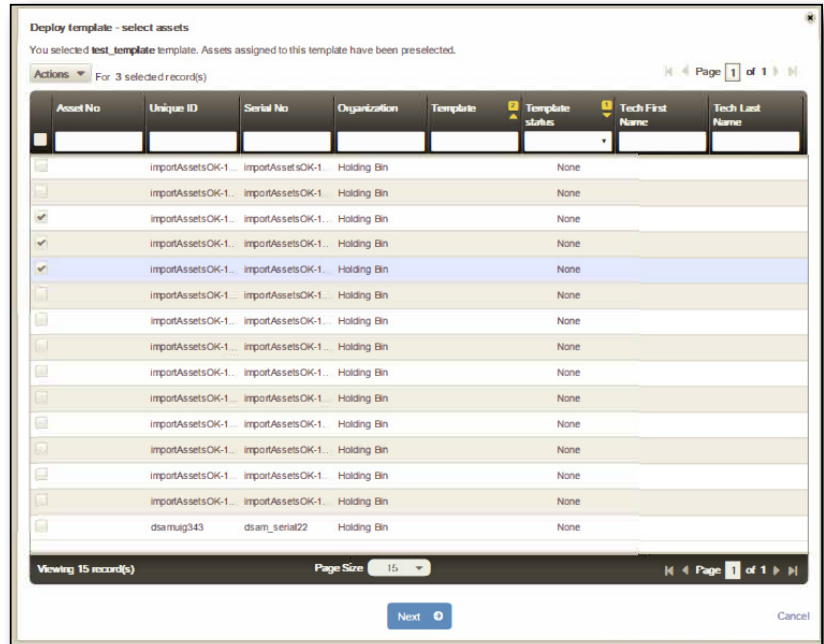 Deploy template - select assets
You selected test_template template. Assets assigned to this template have been preselected.
Actions For 3 selected record(s) Page 1 of 1
Asset No Unique ID Serial No Organization Template 2 Template status 1 Tech First Name Tech Last Name
importAssetsOK-1... importAssetsOK-1... Holding Bin None
importAssetsOK-1... importAssetsOK-1... Holding Bin None
importAssetsOK-1... importAssetsOK-1... Holding Bin None
importAssetsOK-1... importAssetsOK-1... Holding Bin None
importAssetsOK-1... importAssetsOK-1... Holding Bin None
importAssetsOK-1... importAssetsOK-1... Holding Bin None
importAssetsOK-1... importAssetsOK-1... Holding Bin None
importAssetsOK-1... importAssetsOK-1... Holding Bin None
importAssetsOK-1... importAssetsOK-1... Holding Bin None
importAssetsOK-1... importAssetsOK-1... Holding Bin None
importAssetsOK-1... importAssetsOK-1... Holding Bin None
importAssetsOK-1... importAssetsOK-1... Holding Bin None
importAssetsOK-1... importAssetsOK-1... Holding Bin None
importAssetsOK-1... importAssetsOK-1... Holding Bin None
dsamuig343 dsam_serial22 Holding Bin None
Viewing 15 record(s) Page Size 15 Page 1 of 1
Next Cancel